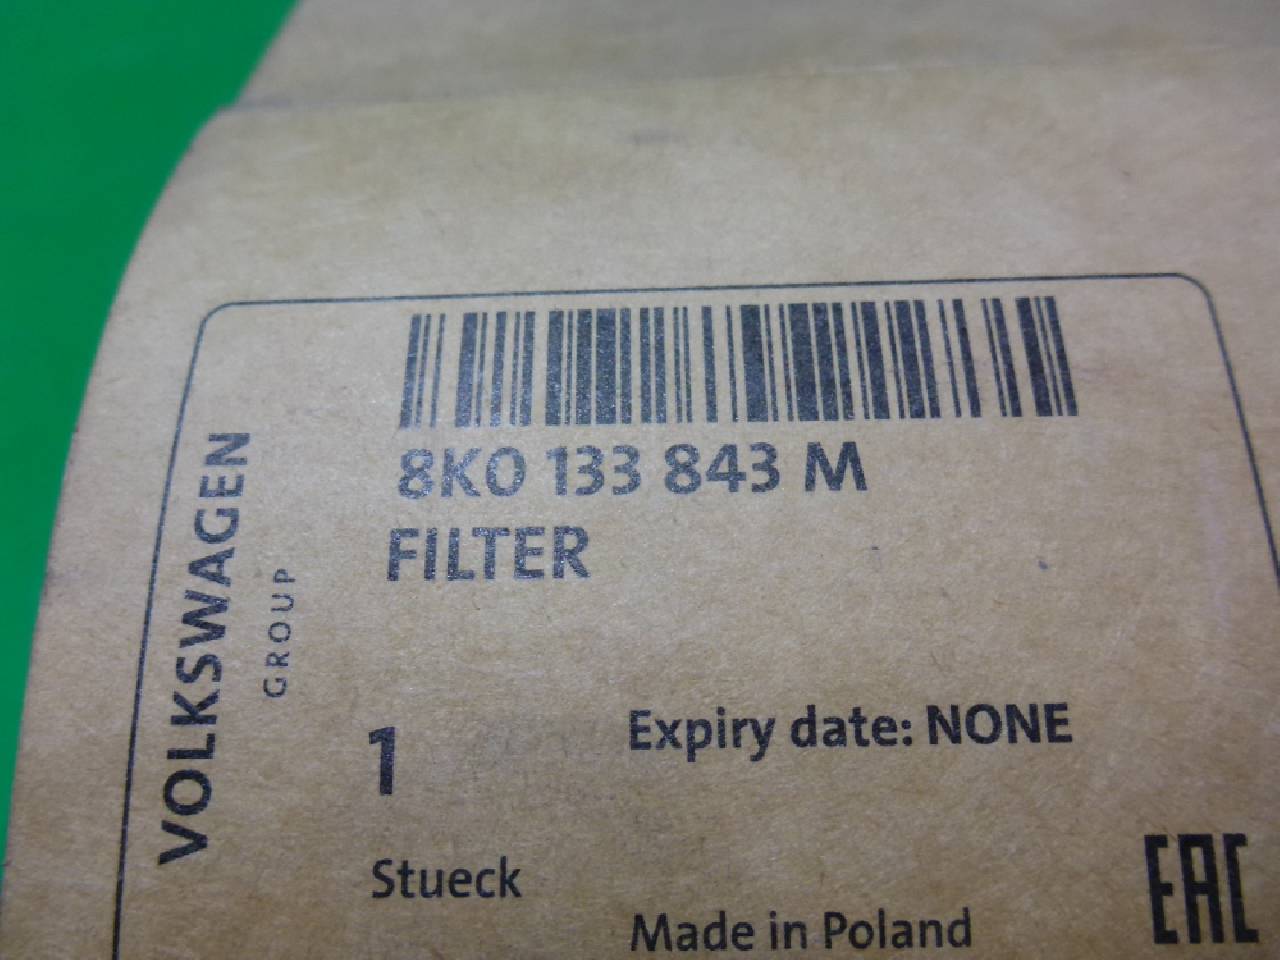 VOLKSWAGEN
GROUP
8K0 133 843 M
FILTER
1
Expiry date: NONE
Stueck
Made in Poland
EAC